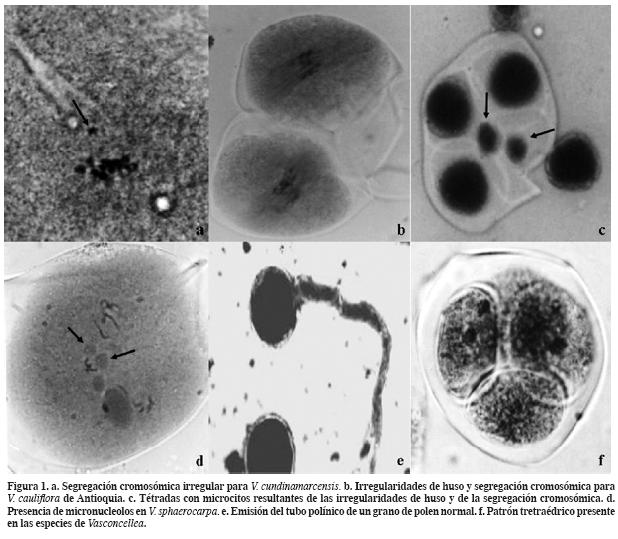 a
b
c
d
e
f
Figura 1. a. Segregación cromosómica irregular para V. cundinamarcensis. b. Irregularidades de huso y segregación cromosómica para
V. cauliflora de Antioquia. c. Tétradas con microcitos resultantes de las irregularidades de huso y de la segregación cromosómica. d.
Presencia de micronucleolos en V. sphaerocarpa. e. Emisión del tubo polínico de un grano de polen normal. f. Patrón tretraédrico presente
en las especies de Vasconcellea.